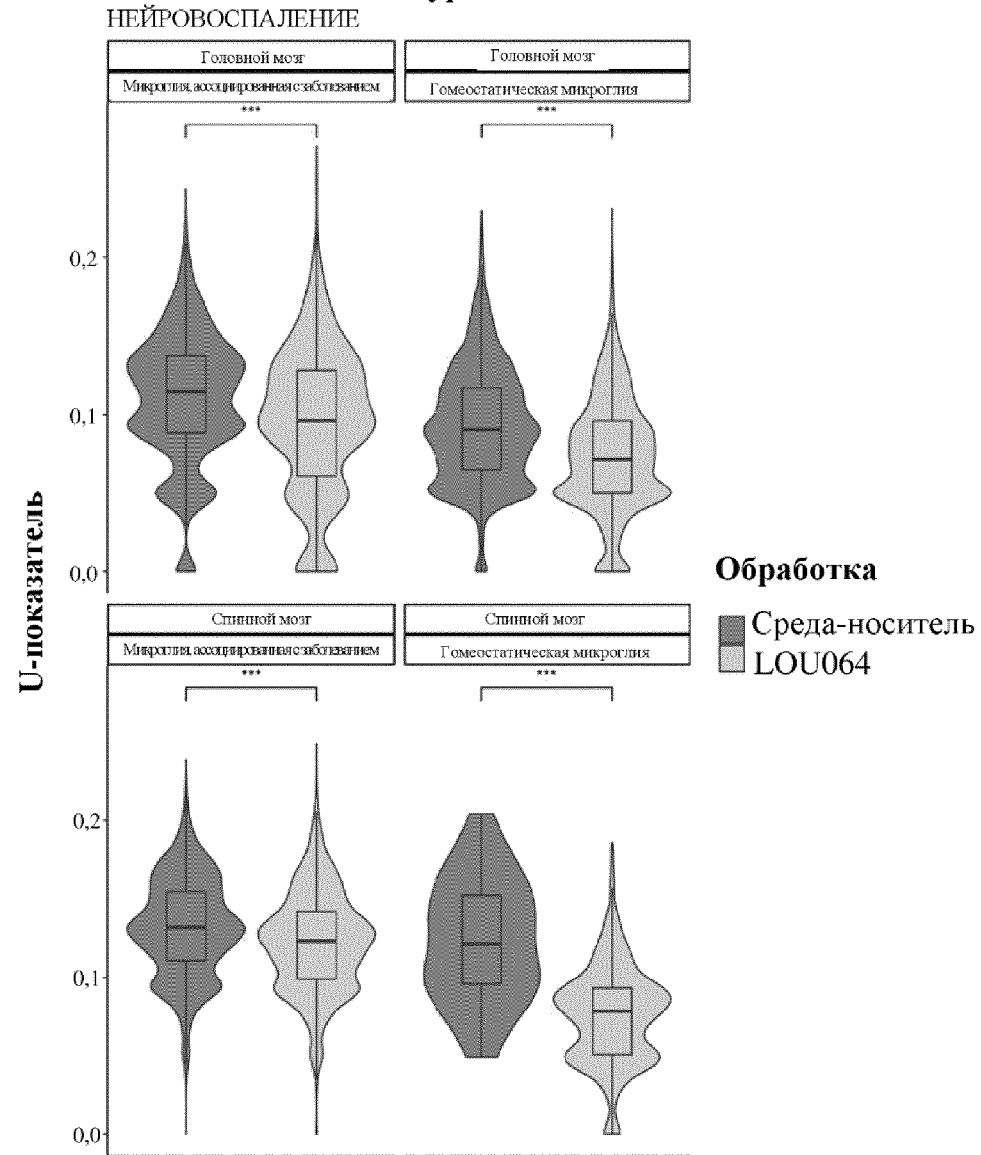 НЕЙРОВОСПАЛЕНИЕ
Головной мозг
Микроглия, ассоциированная с заболеванием
***
Головной мозг
Гомеостатическая микроглия
***
0,2
0,1
0,0
Спинной мозг
Микроглия, ассоциированная с заболеванием
***
Спинной мозг
Гомеостатическая микроглия
***
0,2
0,1
0,0
U-показатель
Обработка
Среда-носитель
LOU064